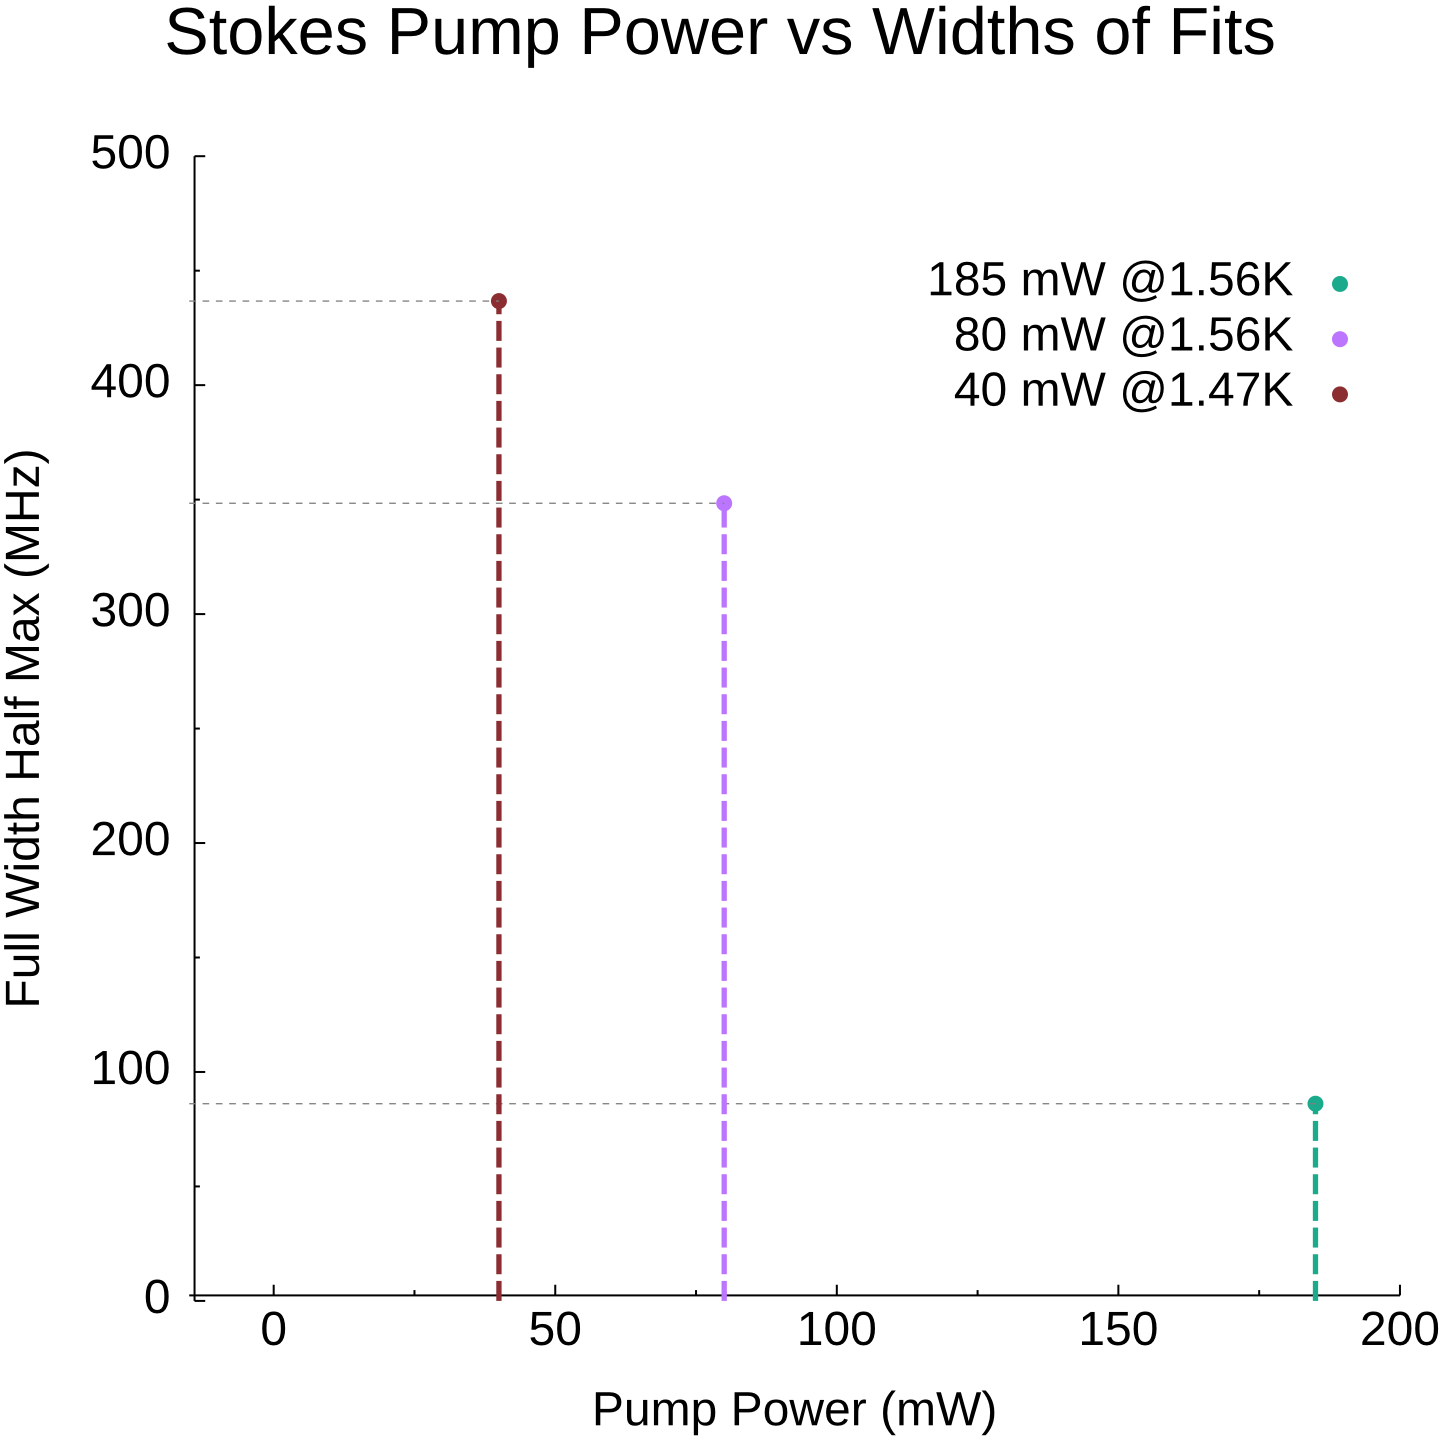 Stokes Pump Power vs Widths of Fits
500
400
300
200
100
0
Full Width Half Max (MHz)
185 mW @1.56K
80 mW @1.56K
40 mW @1.47K
0 50 100 150 200
Pump Power (mW)